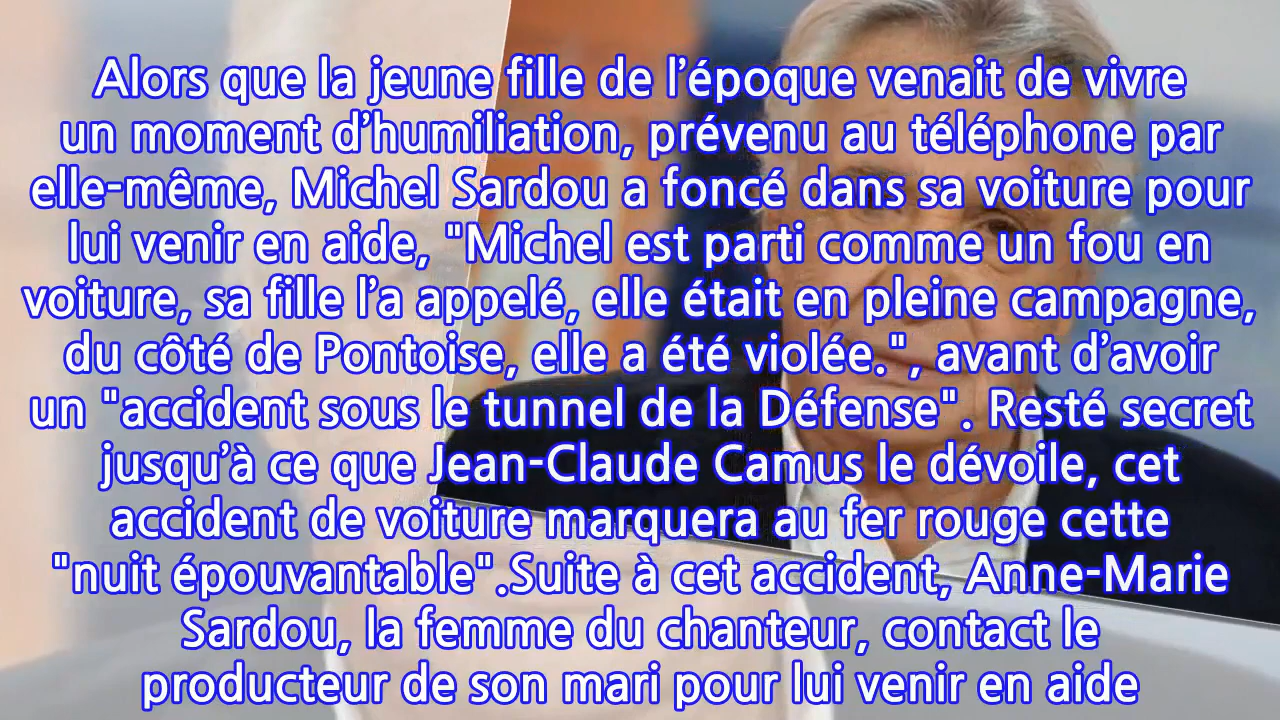 Alors que la jeune fille de l’époque venait de vivre
un moment d’humiliation, prévenu au téléphone par
elle-même, Michel Sardou a foncé dans sa voiture pour
lui venir en aide, "Michel est parti comme un fou en
voiture, sa fille l’a appelé, elle était en pleine campagne,
du côté de Pontoise, elle a été violée.", avant d’avoir
un "accident sous le tunnel de la Défense". Resté secret
jusqu’à ce que Jean-Claude Camus le dévoile, cet
accident de voiture marquera au fer rouge cette
"nuit épouvantable".Suite à cet accident, Anne-Marie
Sardou, la femme du chanteur, contact le
producteur de son mari pour lui venir en aide